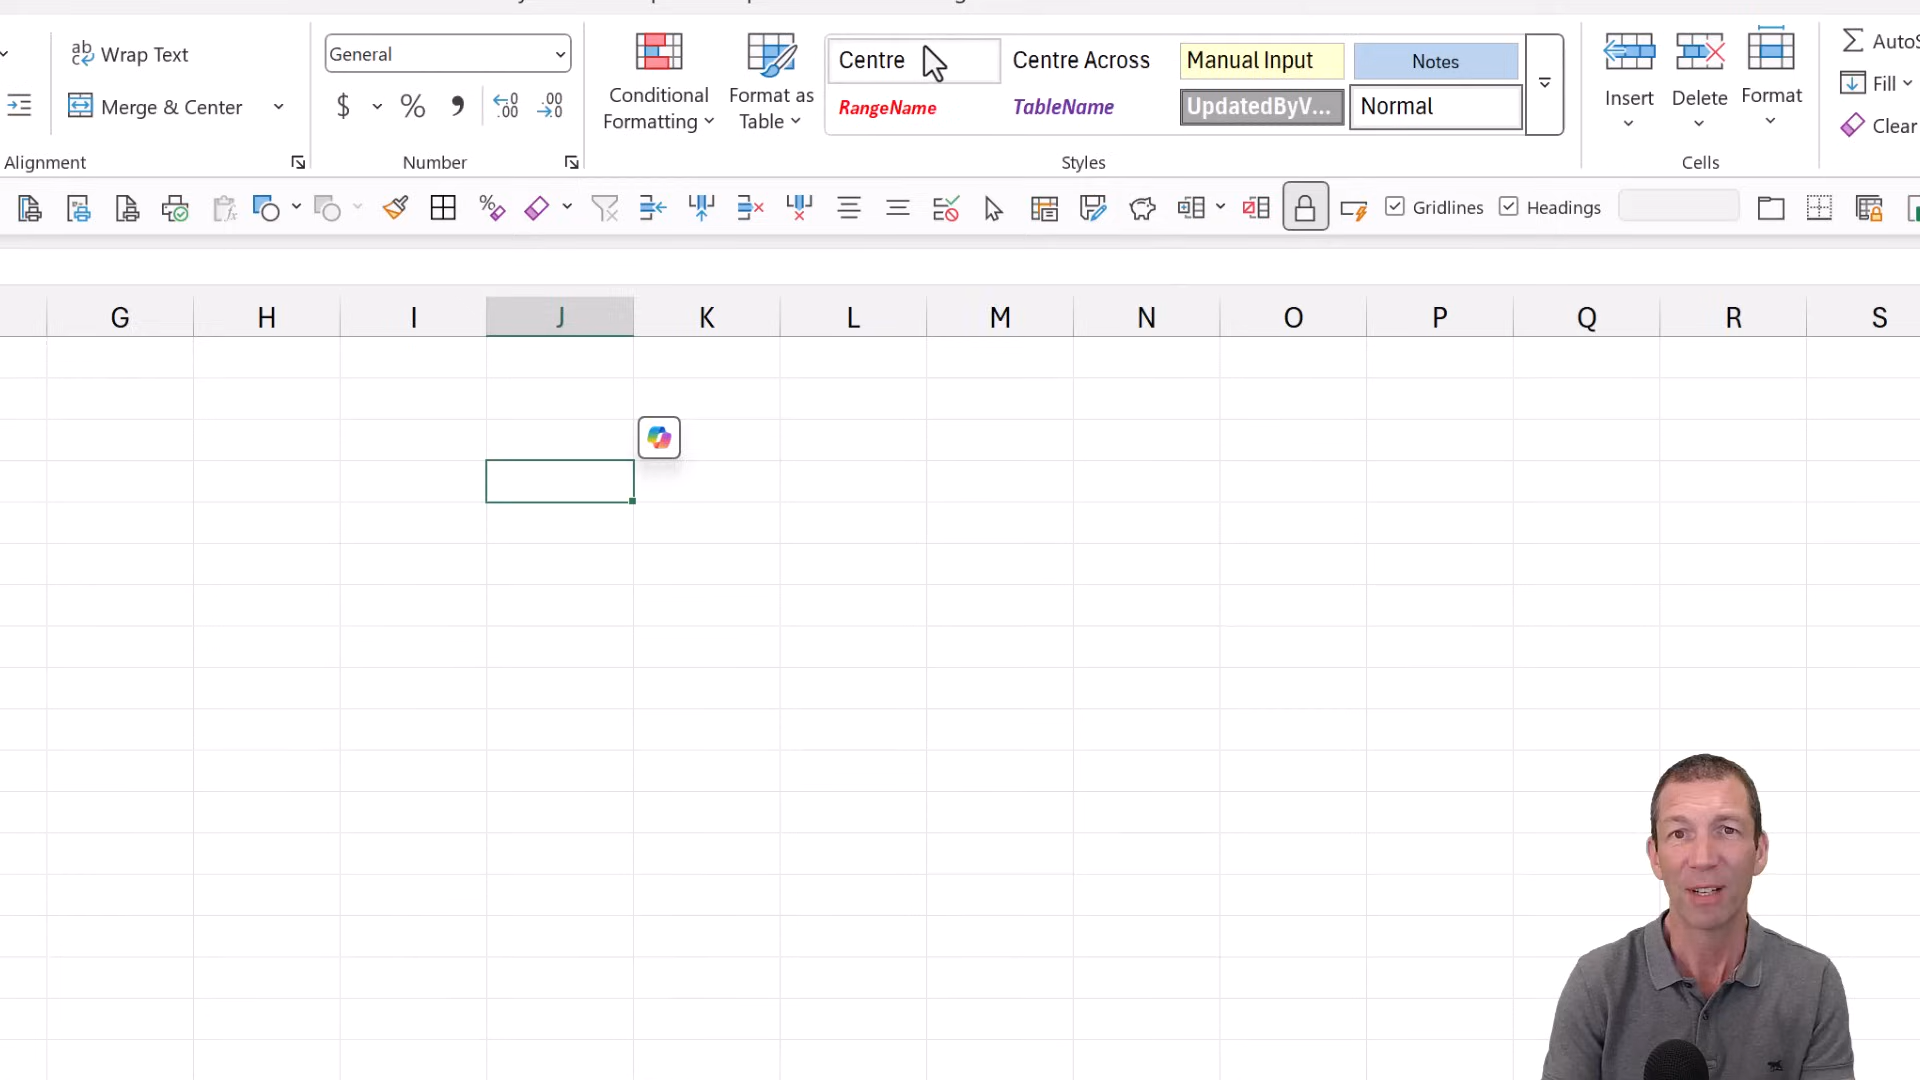 Wrap Text
General
Merge & Center
$ % ,
Conditional
Formatting
Format as
Table
Centre
Centre Across
Manual Input
Notes
RangeName
TableName
UpdatedByV...
Normal
Insert
Delete
Format
Fill
Clear
Alignment
Number
Styles
Cells
Gridlines
Headings
G H I J K L M N O P Q R S